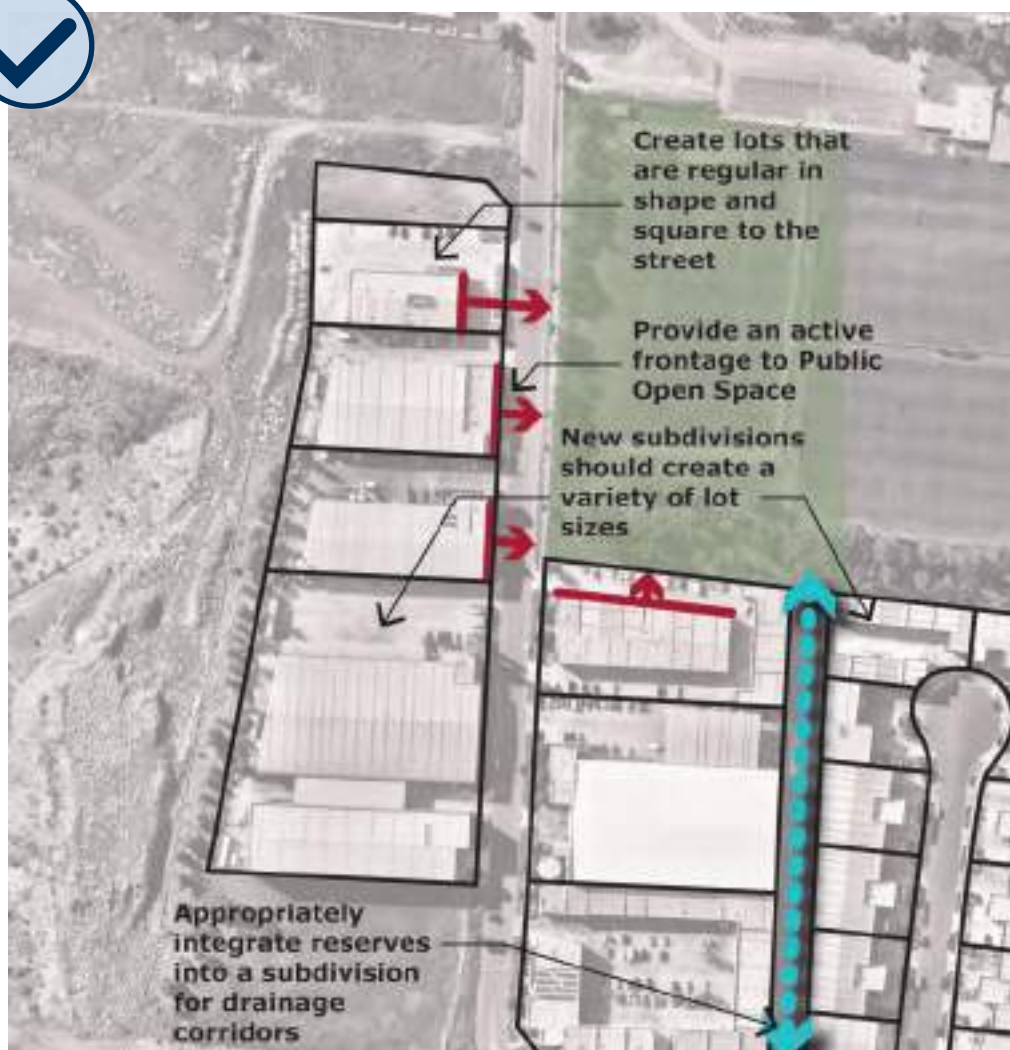 Create lots that
are regular in
shape and
square to the
street
Provide an active
frontage to Public
Open Space
New subdivisions
should create a
variety of lot
sizes
Appropriately
integrate reserves
into a subdivision
for drainage
corridors